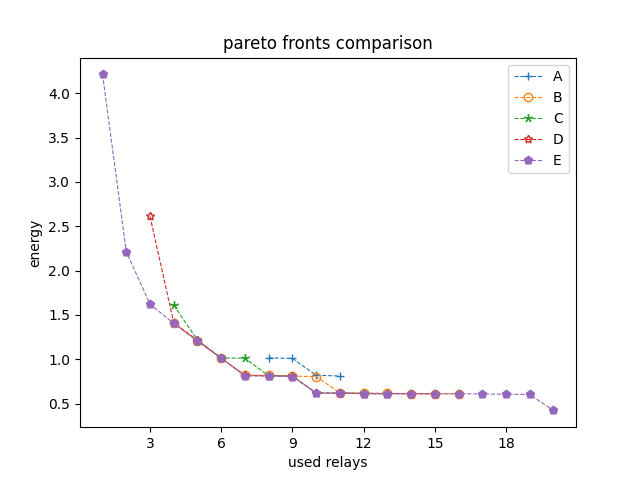 pareto fronts comparison
A
B
C
D
E
energy
4.0
3.5
3.0
2.5
2.0
1.5
1.0
0.5
3 6 9 12 15 18
used relays